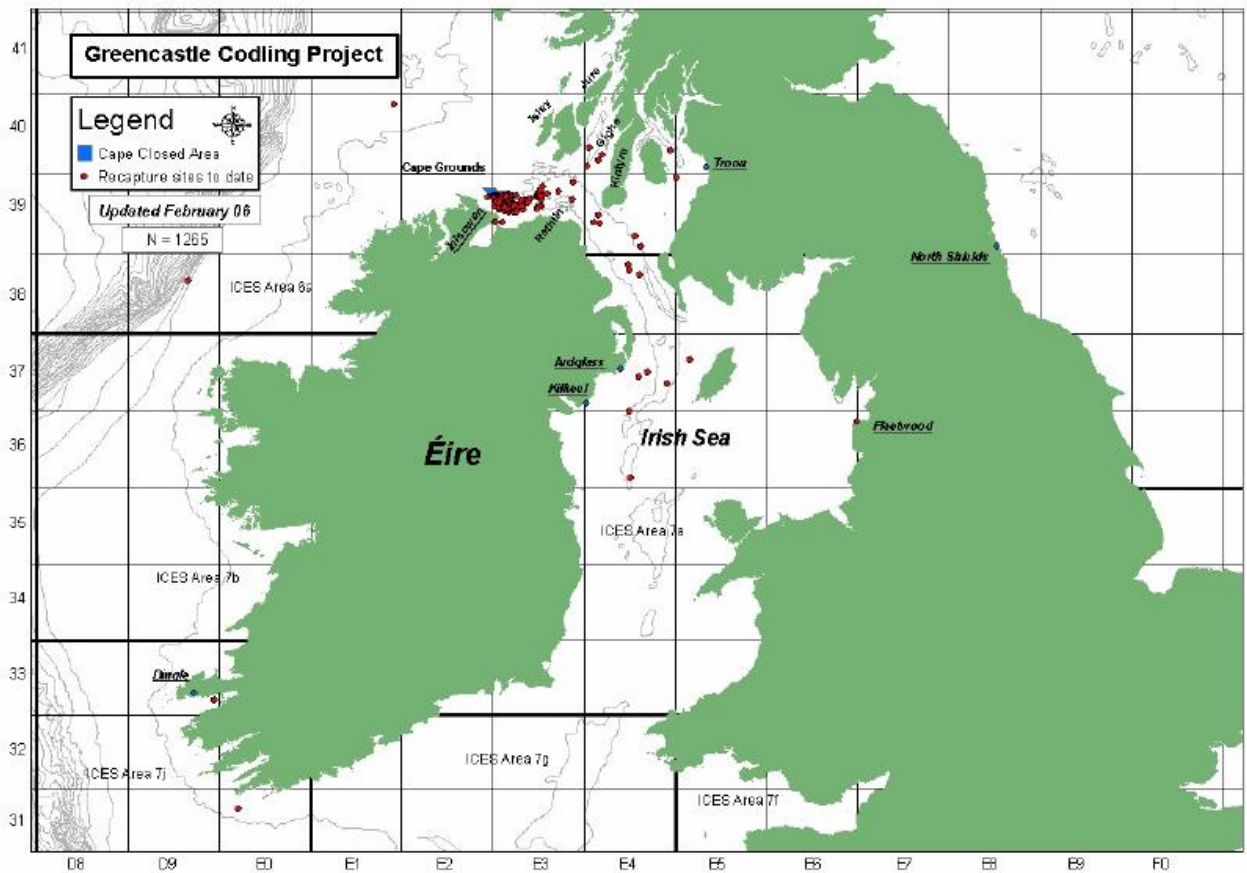 Greencastle Codling Project
Legend
Cape Closed Area
Recapture sites to date
Updated February 06
N = 1265
41
40
39
38
37
36
35
34
33
32
31
Islay
Jura
Gigha
Kintyre
Cape Grounds
Troon
Inisowen
Rathlin
North Shields
ICES Area 6a
Ardglass
Kilkeel
Éire
Irish Sea
Fleetwood
ICES Area 7a
ICES Area 7b
Dingle
ICES Area 7j
ICES Area 7g
ICES Area 7f
D8 D9 E0 E1 E2 E3 E4 E5 E6 E7 E8 E9 F0